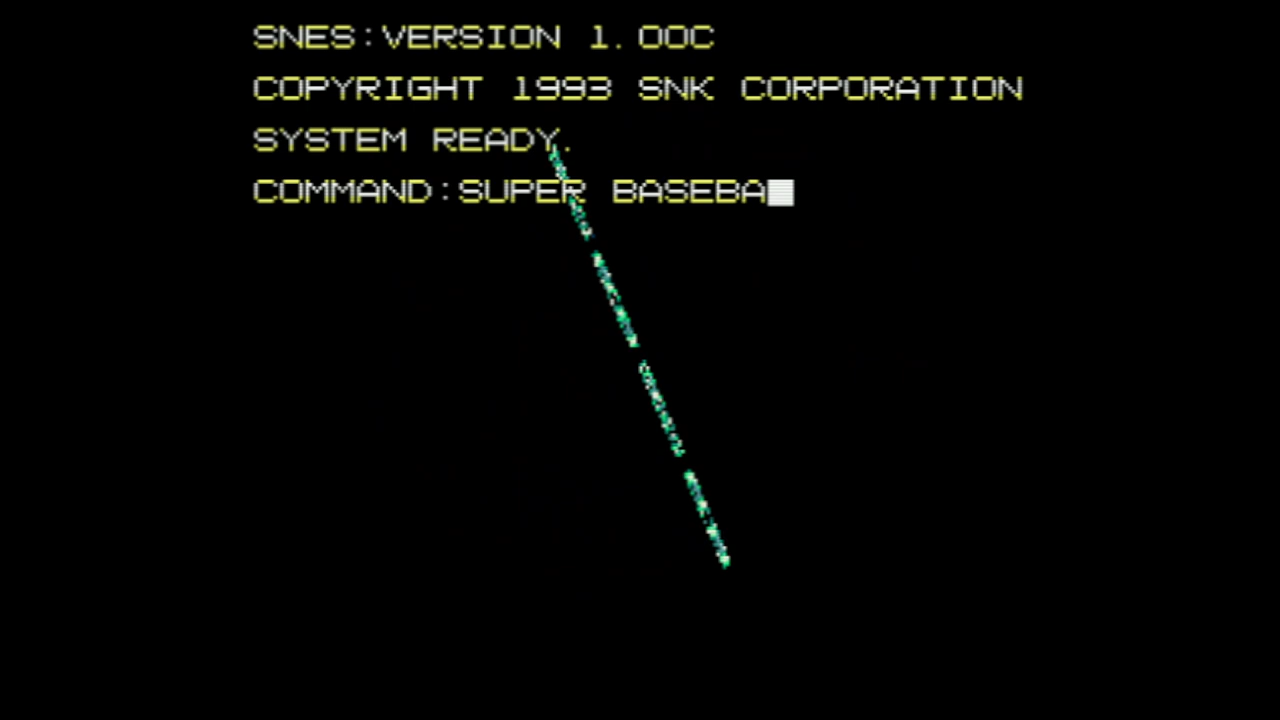 SNES:VERSION 1.00C
COPYRIGHT 1993 SNK CORPORATION
SYSTEM READY.
COMMAND:SUPER BASEBA